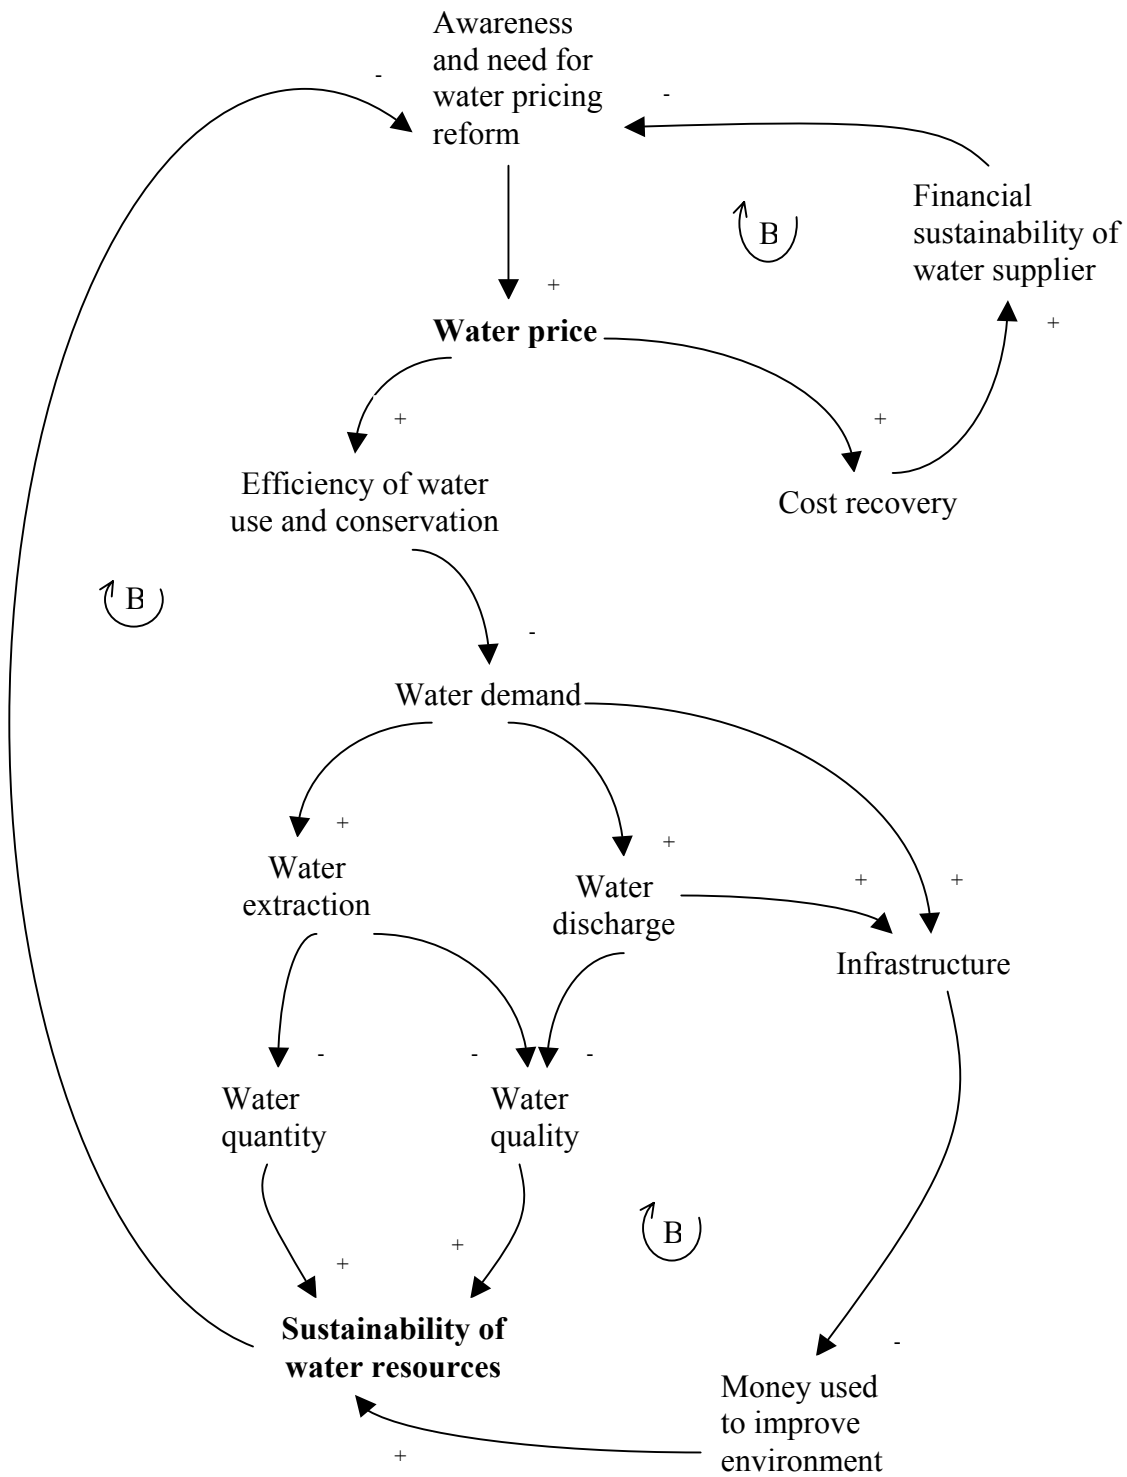 Awareness
and need for
water pricing
reform
-
-
Financial
sustainability of
water supplier
B
+
Water price
+
+
+
Efficiency of water
use and conservation
Cost recovery
B
-
Water demand
+
+
Water
extraction
Water
discharge
+
+
Infrastructure
-
-
-
Water
quantity
Water
quality
B
+
+
Sustainability of
water resources
-
Money used
to improve
environment
+